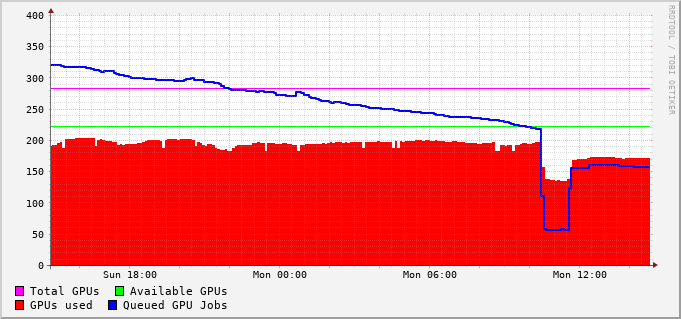 RRDTOOL / TOBI OETIKER
400
350
300
250
200
150
100
50
0
Sun 18:00 Mon 00:00 Mon 06:00 Mon 12:00
Total GPUs Available GPUs
GPUs used Queued GPU Jobs